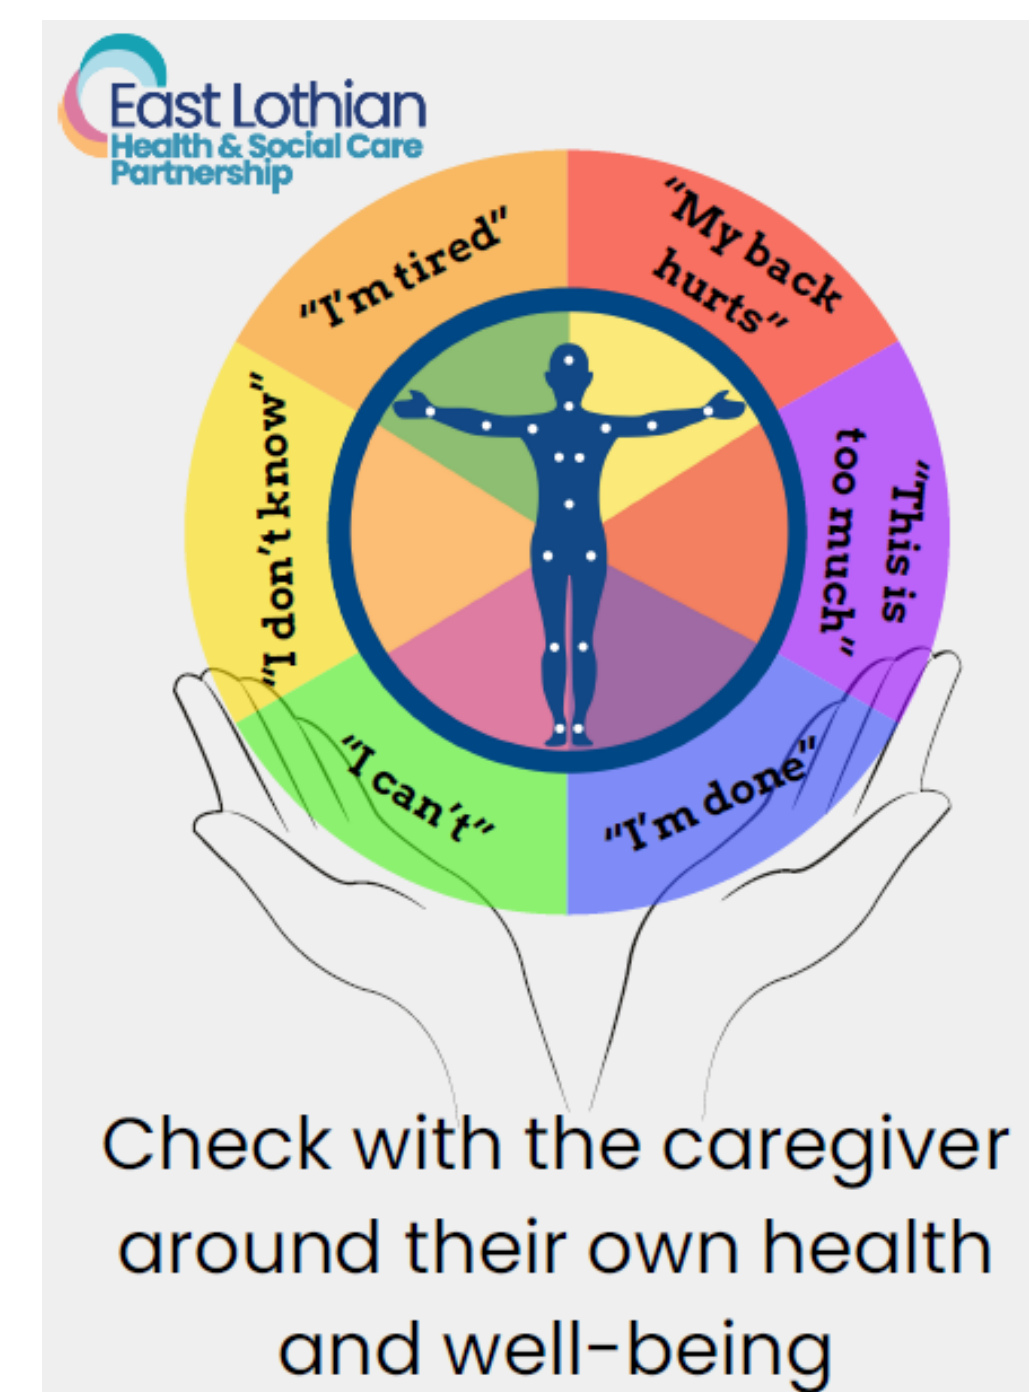 East Lothian
Health & Social Care
Partnership
“I’m tired”
“My back
hurts”
“This is
too much”
“I’m done”
“I can’t”
“I don’t know”
Check with the caregiver
around their own health
and well-being